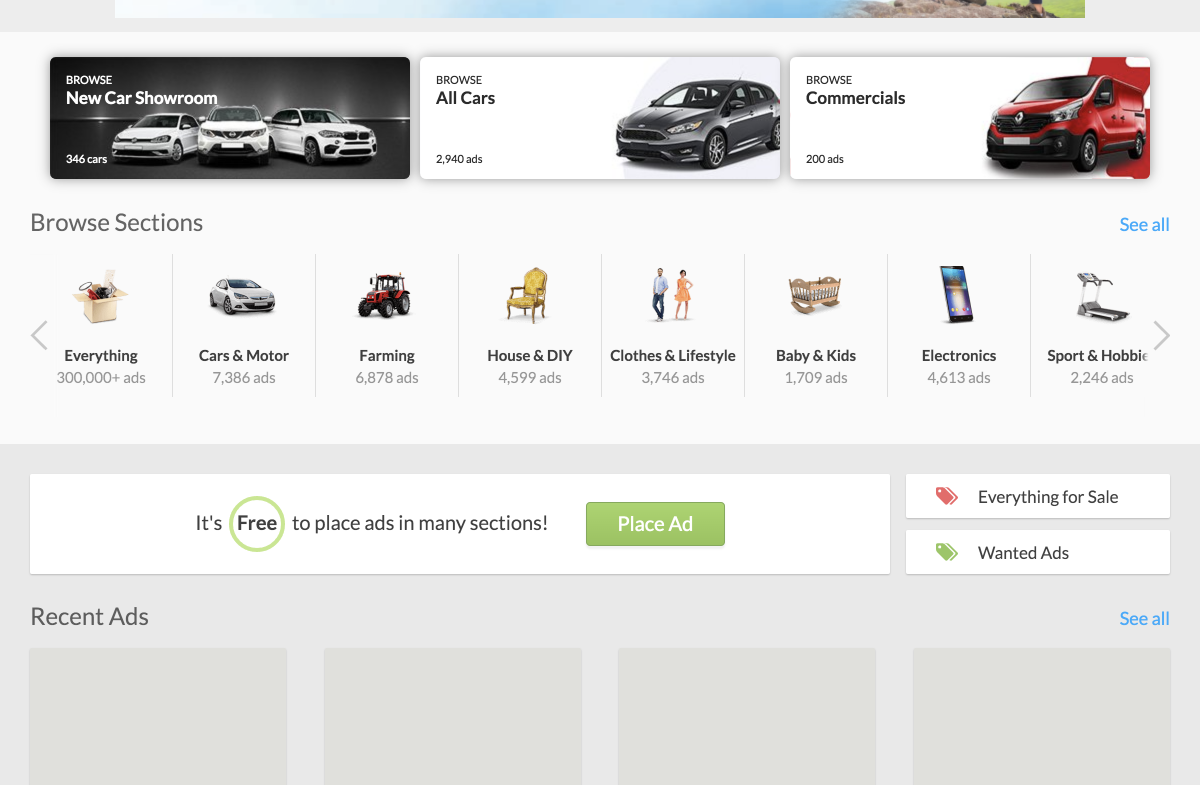 BROWSE
New Car Showroom
346 cars
BROWSE
All Cars
2,940 ads
BROWSE
Commercials
200 ads
Browse Sections
See all
Everything
300,000+ ads
Cars & Motor
7,386 ads
Farming
6,878 ads
House & DIY
4,599 ads
Clothes & Lifestyle
3,746 ads
Baby & Kids
1,709 ads
Electronics
4,613 ads
Sport & Hobbie
2,246 ads
It's Free to place ads in many sections!
Place Ad
Everything for Sale
Wanted Ads
Recent Ads
See all